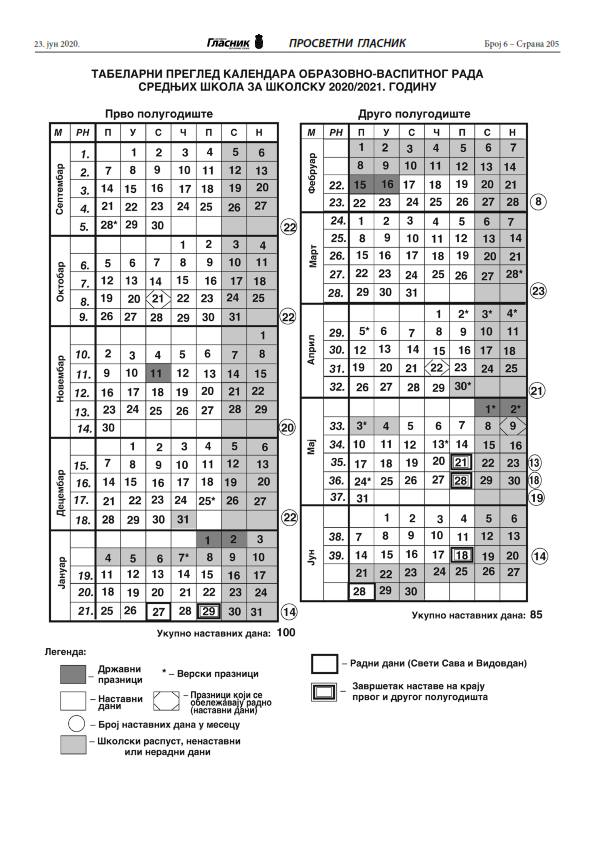 23. јун 2020.
Гласник
ПРОСВЕТНИ ГЛАСНИК
Број 6 – Страна 205
ТАБЕЛАРНИ ПРЕГЛЕД КАЛЕНДАРА ОБРАЗОВНО-ВАСПИТНОГ РАДА
СРЕДЊИХ ШКОЛА ЗА ШКОЛСКУ 2020/2021. ГОДИНУ
Прво полугодиште
М РН П У С Ч П С Н
Септембар
1. 1 2 3 4 5 6
2. 7 8 9 10 11 12 13
3. 14 15 16 17 18 19 20
4. 21 22 23 24 25 26 27
5. 28* 29 30 22
Октобар
1 2 3 4
6. 5 6 7 8 9 10 11
7. 12 13 14 15 16 17 18
8. 19 20 21 22 23 24 25
9. 26 27 28 29 30 31 22
Новембар
1
10. 2 3 4 5 6 7 8
11. 9 10 11 12 13 14 15
12. 16 17 18 19 20 21 22
13. 23 24 25 26 27 28 29
14. 30 20
Децембар
1 2 3 4 5 6
15. 7 8 9 10 11 12 13
16. 14 15 16 17 18 19 20
17. 21 22 23 24 25* 26 27
18. 28 29 30 31 22
Јануар
1 2 3
4 5 6 7* 8 9 10
19. 11 12 13 14 15 16 17
20. 18 19 20 21 22 23 24
21. 25 26 27 28 29 30 31 14
Укупно наставних дана: 100
Друго полугодиште
М РН П У С Ч П С Н
Фебруар
1 2 3 4 5 6 7
8 9 10 11 12 13 14
22. 15 16 17 18 19 20 21
23. 22 23 24 25 26 27 28 8
Март
24. 1 2 3 4 5 6 7
25. 8 9 10 11 12 13 14
26. 15 16 17 18 19 20 21
27. 22 23 24 25 26 27 28*
28. 29 30 31 23
Април
1 2* 3* 4*
29. 5* 6 7 8 9 10 11
30. 12 13 14 15 16 17 18
31. 19 20 21 22 23 24 25
32. 26 27 28 29 30* 21
Мај
1* 2*
33. 3* 4 5 6 7 8 9
34. 10 11 12 13* 14 15 16
35. 17 18 19 20 21 22 23 13
36. 24* 25 26 27 28 29 30 18
37. 31 19
Јун
1 2 3 4 5 6
38. 7 8 9 10 11 12 13
39. 14 15 16 17 18 19 20 14
21 22 23 24 25 26 27
28 29 30
Укупно наставних дана: 85
Легенда:
– Државни
празници
* – Верски празници
– Наставни
дани
– Празници који се
обележавају радно
(наставни дани)
– Број наставних дана у месецу
– Школски распуст, ненаставни
или нерадни дани
– Радни дани (Свети Сава и Видовдан)
– Завршетак наставе на крају
првог и другог полугодишта